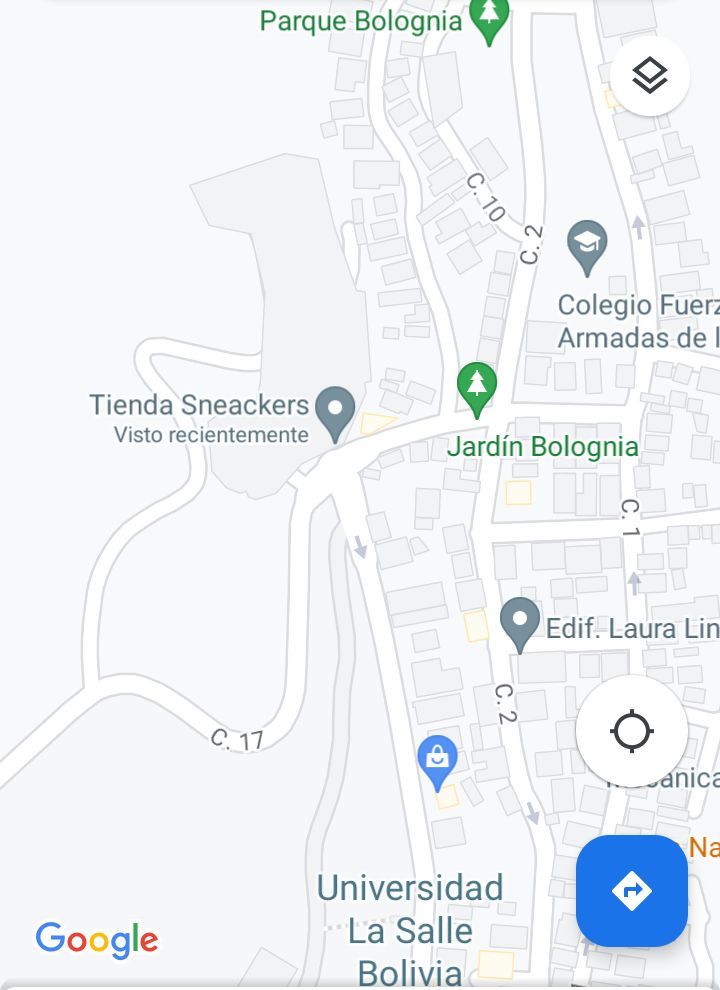 Parque Bolognia
C. 10
C. 2
Colegio Fuerz
Armadas de l
Tienda Sneackers
Visto recientemente
Jardín Bolognia
C. 1
Edif. Laura Lin
C. 2
C. 17
Na
Universidad
La Salle
Bolivia
Google